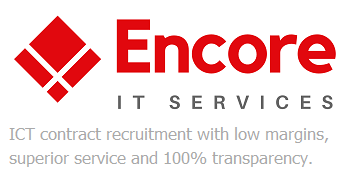 Encore
IT SERVICES
ICT contract recruitment with low margins,
superior service and 100% transparency.